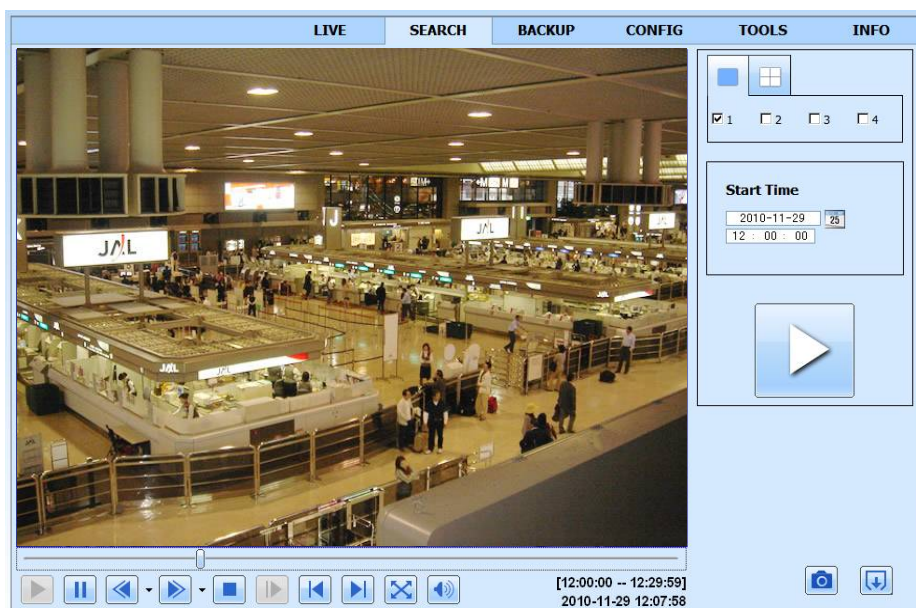 LIVE SEARCH BACKUP CONFIG TOOLS INFO
1 2 3 4
Start Time
2010-11-29
25
12 : 00 : 00
JAL
JAL
J
JAL
JAL
[12:00:00 -- 12:29:59]
2010-11-29 12:07:58